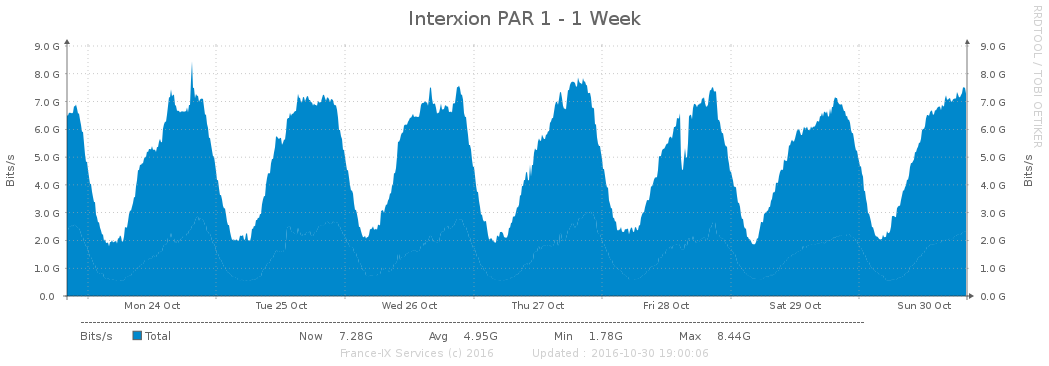 Interxion PAR 1 - 1 Week
RRDTOOL / TOBI OETIKER
9.0 G 9.0 G
8.0 G 8.0 G
7.0 G 7.0 G
6.0 G 6.0 G
5.0 G 5.0 G
4.0 G 4.0 G
3.0 G 3.0 G
2.0 G 2.0 G
1.0 G 1.0 G
0.0 0.0 G
Bits/s Bits/s
Mon 24 Oct Tue 25 Oct Wed 26 Oct Thu 27 Oct Fri 28 Oct Sat 29 Oct Sun 30 Oct
Bits/s Total Now 7.28G Avg 4.95G Min 1.78G Max 8.44G
France-IX Services (c) 2016 Updated : 2016-10-30 19:00:06